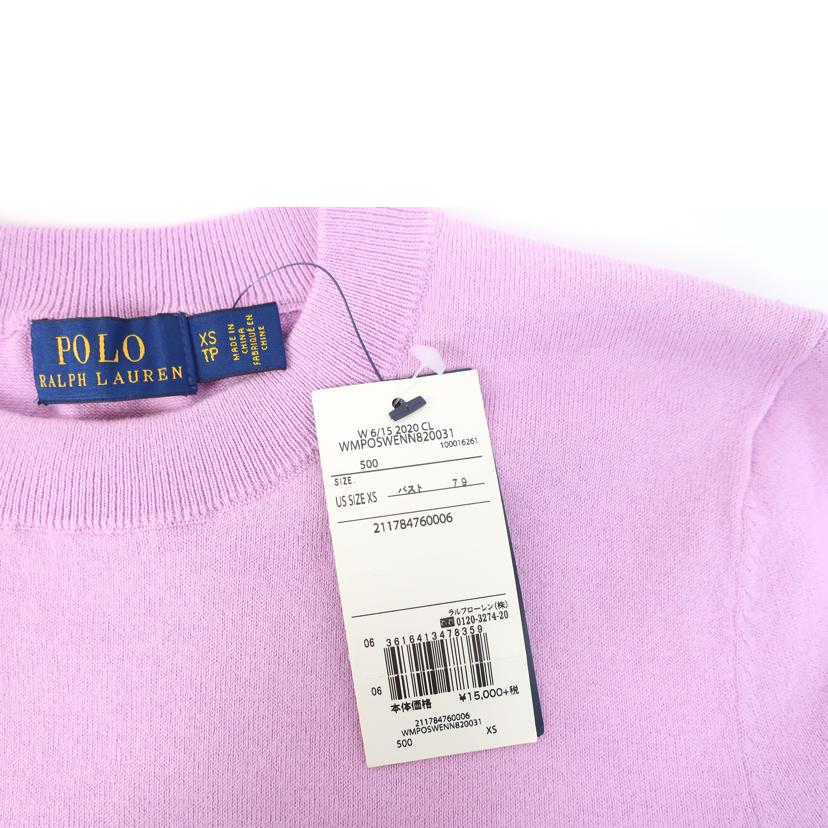 POLO
RALPH LAUREN
XS
TP
MADE IN
CHINA
FABRIQUÉ EN
CHINE
W 6/15 2020 CL
WMPOSWENN820031
100016261
500
SIZE.
US SIZE XS バスト 79
211784760006
ラルフローレン(株)
0120-3274-20
06 3616413478359
06
本体価格 ¥15,000+税
211784760006
WMPOSWENN820031
500 XS